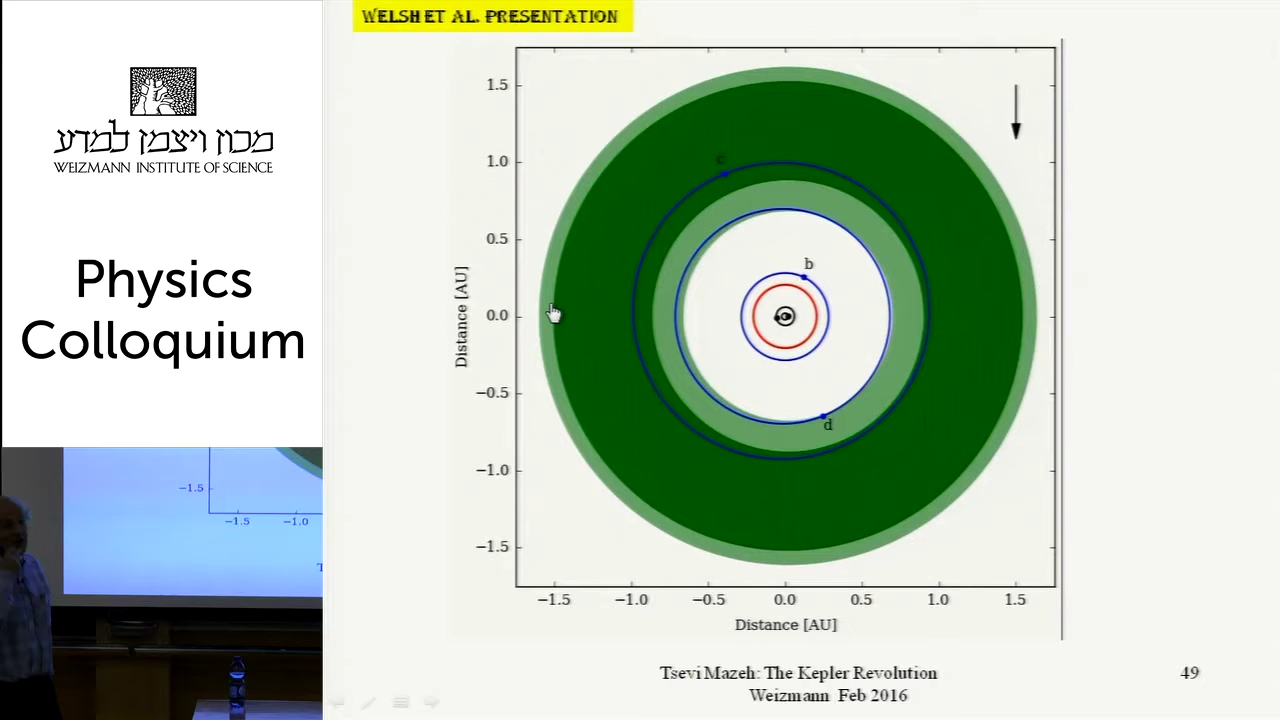 WELSH ET AL. PRESENTATION
מכון ויצמן למדע
WEIZMANN INSTITUTE OF SCIENCE
Physics
Colloquium
−1.5
−1.5
−1.0
T
1.5
1.0
0.5
0.0
−0.5
−1.0
−1.5
Distance [AU]
c
b
d
−1.5
−1.0
−0.5
0.0
0.5
1.0
1.5
Distance [AU]
Tsevi Mazeh: The Kepler Revolution
Weizmann Feb 2016
49